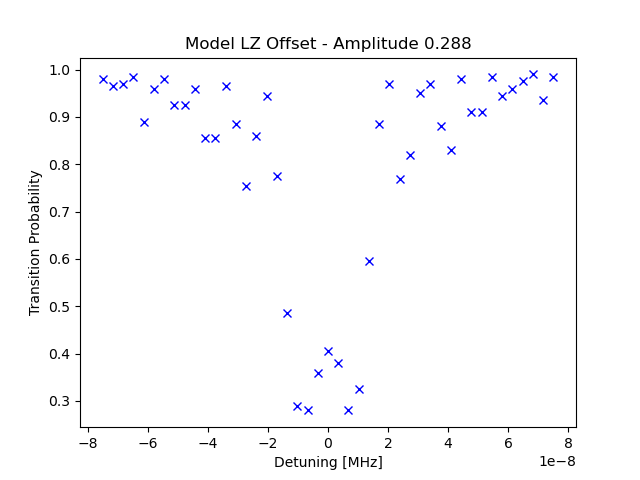 Model LZ Offset - Amplitude 0.288
Transition Probability
1.0
0.9
0.8
0.7
0.6
0.5
0.4
0.3
−8 −6 −4 −2 0 2 4 6 8
1e−8
Detuning [MHz]